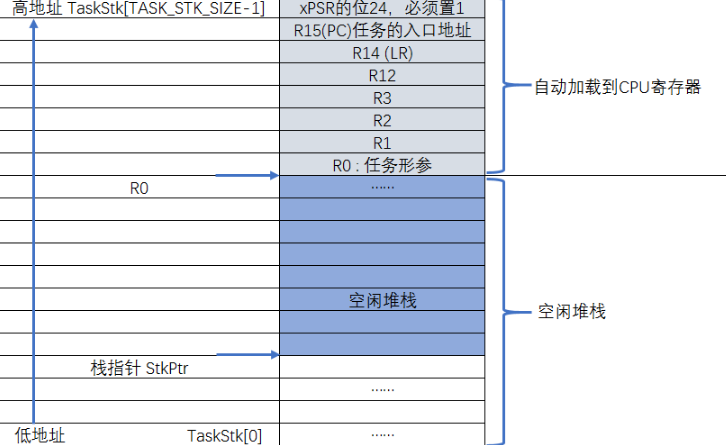 高地址 TaskStk[TASK_STK_SIZE-1]
xPSR的位24，必须置1
R15(PC)任务的入口地址
R14 (LR)
R12
R3
R2
R1
R0 : 任务形参
自动加载到CPU寄存器
R0
……
空闲堆栈
空闲堆栈
栈指针 StkPtr
……
低地址
TaskStk[0]
……